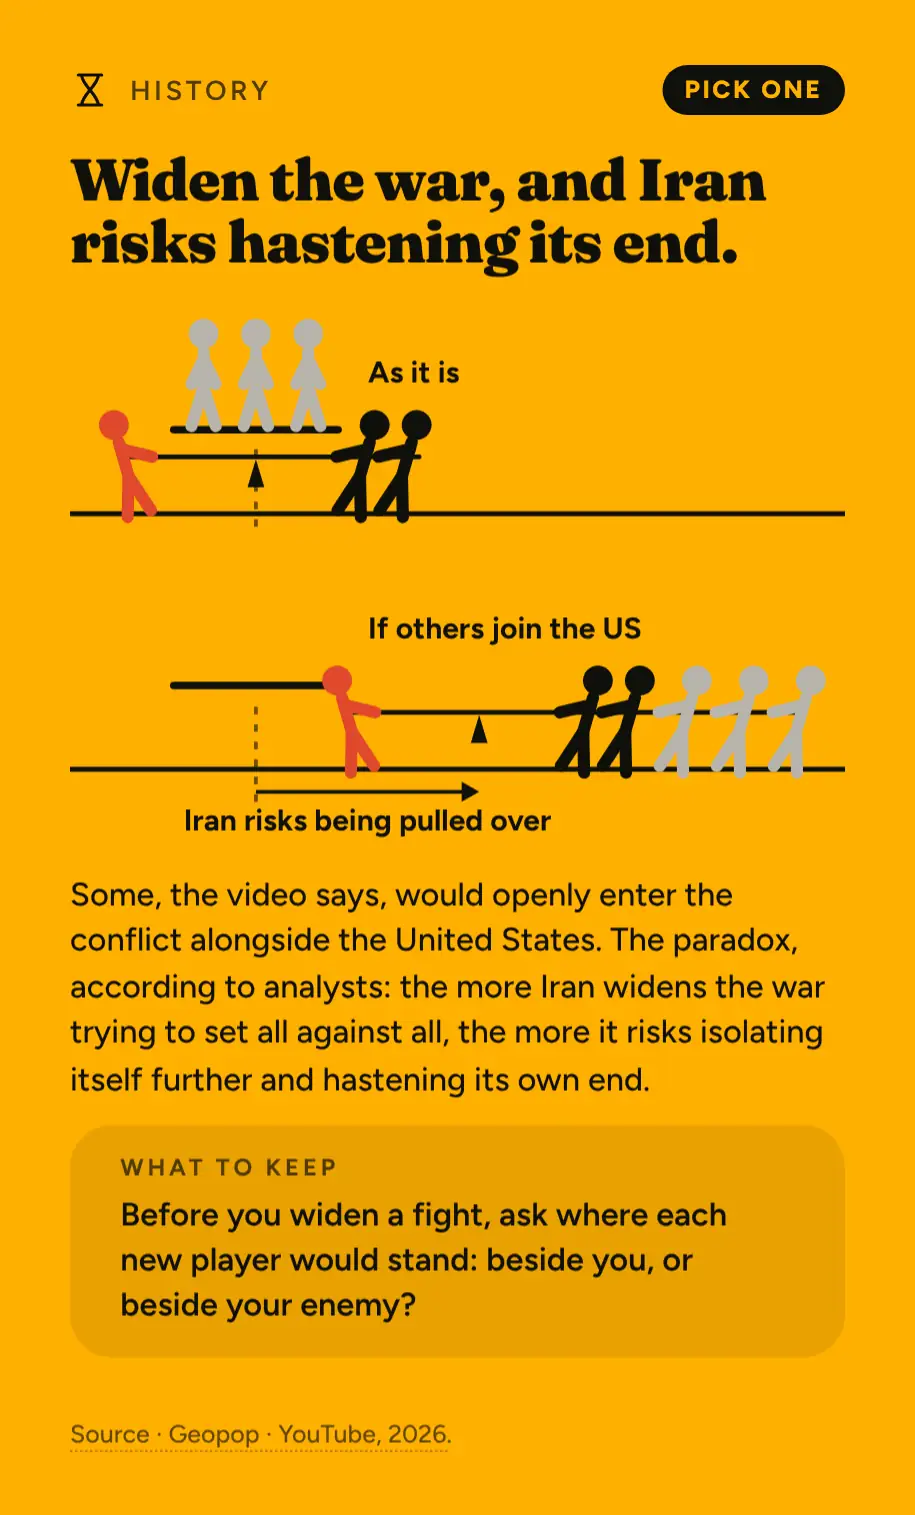 HISTORY
PICK ONE
Widen the war, and Iran
risks hastening its end.
As it is
If others join the US
Iran risks being pulled over
Some, the video says, would openly enter the
conflict alongside the United States. The paradox,
according to analysts: the more Iran widens the war
trying to set all against all, the more it risks isolating
itself further and hastening its own end.
WHAT TO KEEP
Before you widen a fight, ask where each
new player would stand: beside you, or
beside your enemy?
Source · Geopop · YouTube, 2026.